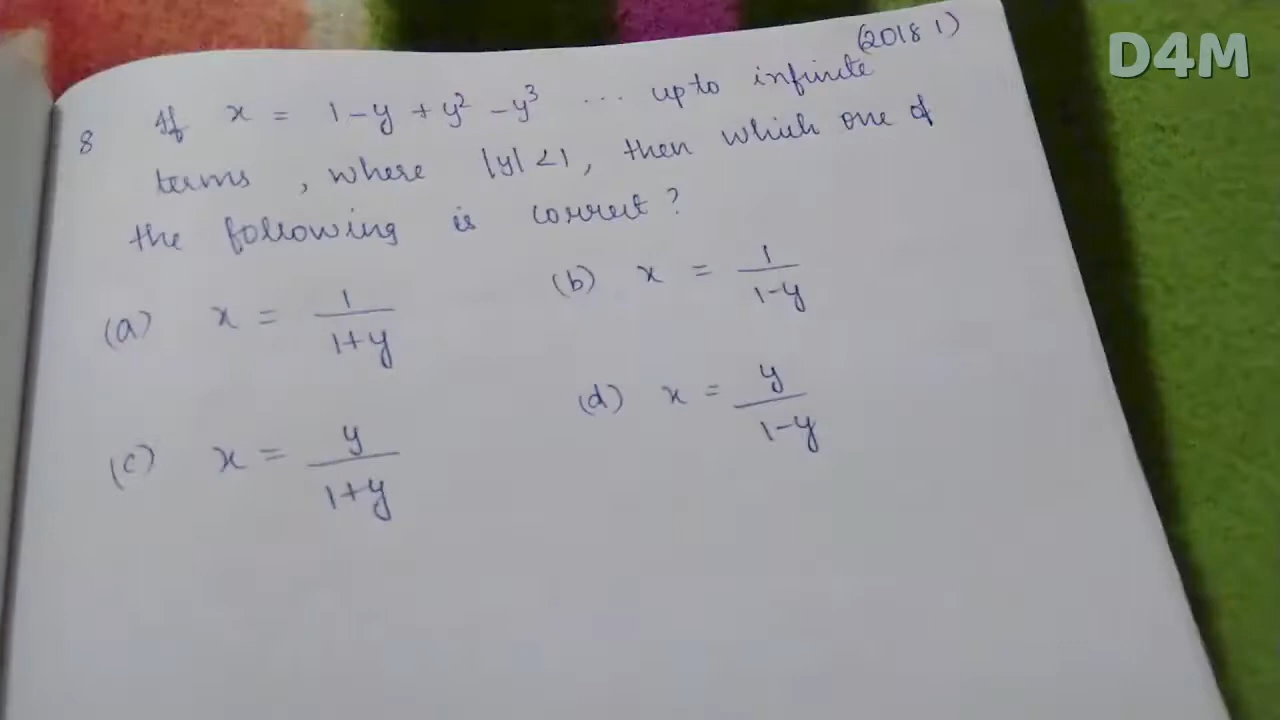 (2018 1)
D4M
8 If x = 1 - y + y² - y³ ... upto infinite
terms, where |y| < 1, then which one of
the following is correct?
(a) x = 1/(1+y) (b) x = 1/(1-y)
(c) x = y/(1+y) (d) x = y/(1-y)